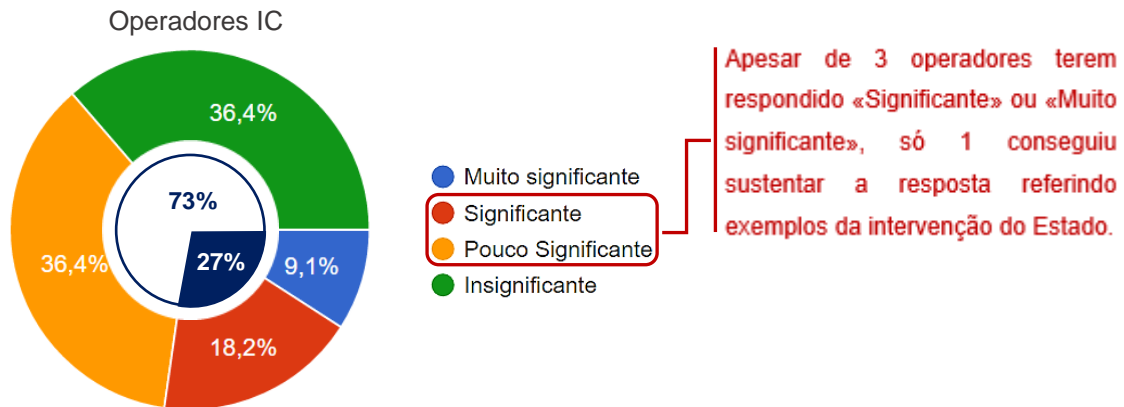 Operadores IC
36,4%
73%
27%
36,4%
9,1%
18,2%
Muito significante
Significante
Pouco Significante
Insignificante
Apesar de 3 operadores terem
respondido «Significante» ou «Muito
significante», só 1 conseguiu
sustentar a resposta referindo
exemplos da intervenção do Estado.